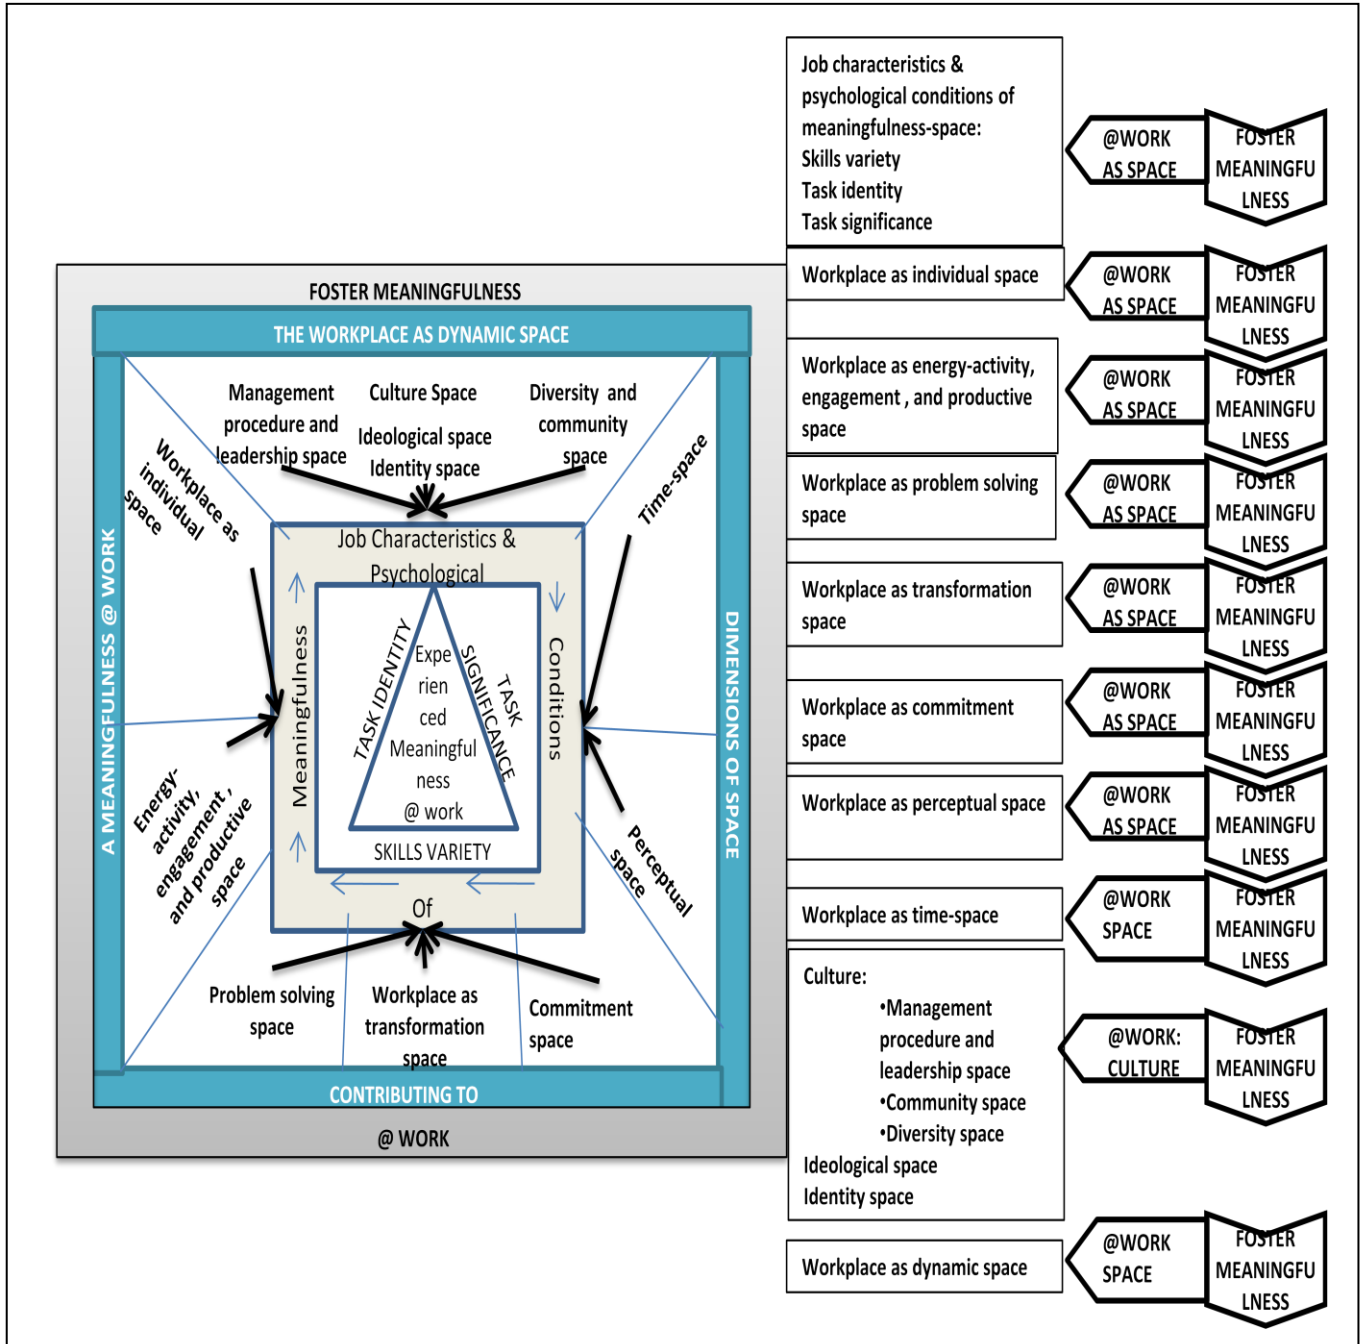 FOSTER MEANINGFULNESS
THE WORKPLACE AS DYNAMIC SPACE
Management
procedure and
leadership space
Culture Space
Ideological space
Identity space
Diversity and
community
space
Workplace as
individual
space
Time-space
A MEANINGFULNESS @ WORK
DIMENSIONS OF SPACE
Job Characteristics &
Psychological
Conditions
Of
Meaningfulness
TASK IDENTITY
TASK
SIGNIFICANCE
Expe
rien
ced
Meaningful
ness
@ work
SKILLS VARIETY
Energy-
activity,
engagement ,
and productive
space
Perceptual
space
Problem solving
space
Workplace as
transformation
space
Commitment
space
CONTRIBUTING TO
@ WORK
Job characteristics &
psychological conditions of
meaningfulness-space:
Skills variety
Task identity
Task significance
@WORK
AS SPACE
FOSTER
MEANINGFU
LNESS
Workplace as individual space
@WORK
AS SPACE
FOSTER
MEANINGFU
LNESS
Workplace as energy-activity,
engagement , and productive
space
@WORK
AS SPACE
FOSTER
MEANINGFU
LNESS
Workplace as problem solving
space
@WORK
AS SPACE
FOSTER
MEANINGFU
LNESS
Workplace as transformation
space
@WORK
AS SPACE
FOSTER
MEANINGFU
LNESS
Workplace as commitment
space
@WORK
AS SPACE
FOSTER
MEANINGFU
LNESS
Workplace as perceptual space
@WORK
AS SPACE
FOSTER
MEANINGFU
LNESS
Workplace as time-space
@WORK
SPACE
FOSTER
MEANINGFU
LNESS
Culture:
•Management
procedure and
leadership space
•Community space
•Diversity space
Ideological space
Identity space
@WORK:
CULTURE
FOSTER
MEANINGFU
LNESS
Workplace as dynamic space
@WORK
SPACE
FOSTER
MEANINGFU
LNESS